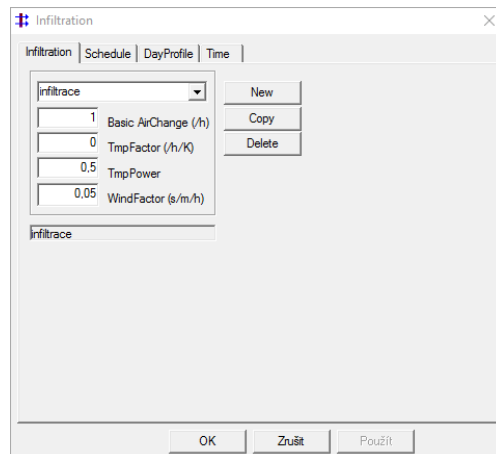 Infiltration
Infiltration Schedule DayProfile Time
infiltrace New
1 Basic AirChange (/h) Copy
0 TmpFactor (/h/K) Delete
0,5 TmpPower
0,05 WindFactor (s/m/h)
infiltrace
OK Zrušit Použít